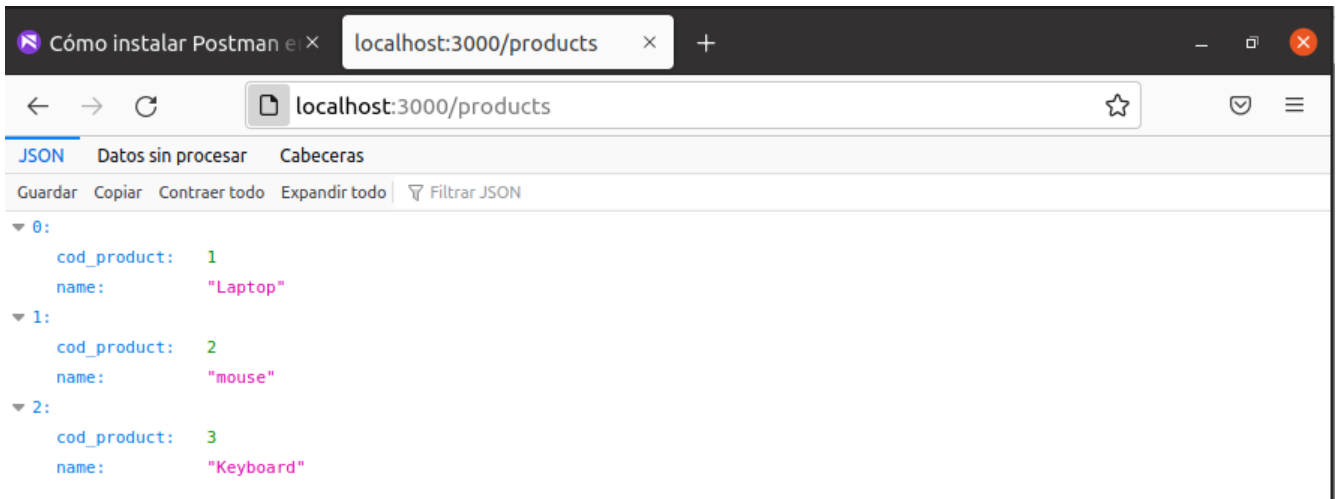 Cómo instalar Postman e localhost:3000/products
localhost:3000/products
JSON Datos sin procesar Cabeceras
Guardar Copiar Contraer todo Expandir todo Filtrar JSON
0:
cod_product: 1
name: "Laptop"
1:
cod_product: 2
name: "mouse"
2:
cod_product: 3
name: "Keyboard"